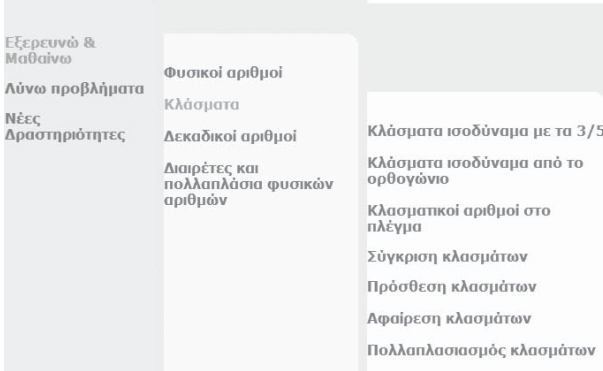 Εξερευνώ &
Μαθαίνω
Λύνω προβλήματα
Νέες
Δραστηριότητες
Φυσικοί αριθμοί
Κλάσματα
Δεκαδικοί αριθμοί
Διαιρέτες και
πολλαπλάσια φυσικών
αριθμών
Κλάσματα ισοδύναμα με τα 3/5
Κλάσματα ισοδύναμα από το
ορθογώνιο
Κλασματικοί αριθμοί στο
πλέγμα
Σύγκριση κλασμάτων
Πρόσθεση κλασμάτων
Αφαίρεση κλασμάτων
Πολλαπλασιασμός κλασμάτων